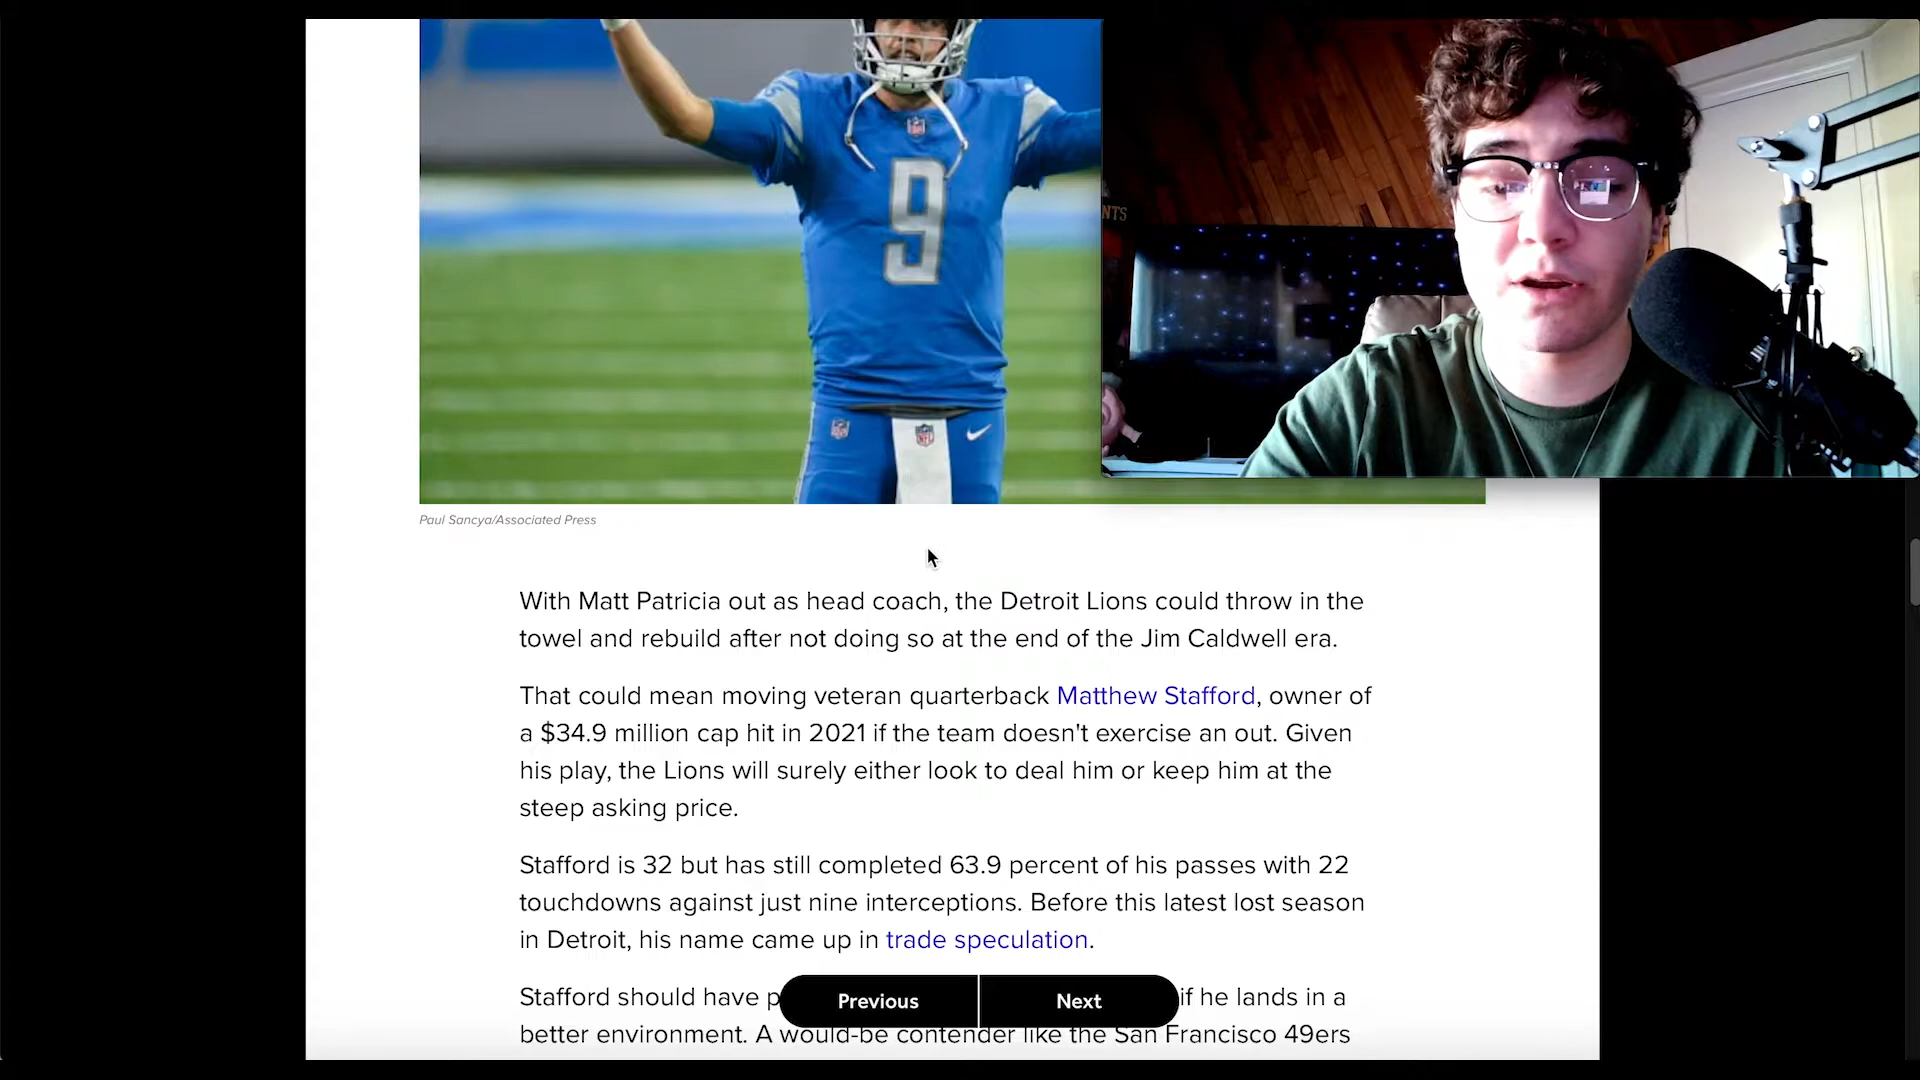 9
NFL
NTS
Paul Sancya/Associated Press
With Matt Patricia out as head coach, the Detroit Lions could throw in the
towel and rebuild after not doing so at the end of the Jim Caldwell era.
That could mean moving veteran quarterback Matthew Stafford, owner of
a $34.9 million cap hit in 2021 if the team doesn't exercise an out. Given
his play, the Lions will surely either look to deal him or keep him at the
steep asking price.
Stafford is 32 but has still completed 63.9 percent of his passes with 22
touchdowns against just nine interceptions. Before this latest lost season
in Detroit, his name came up in trade speculation.
Stafford should have p
Previous
Next
if he lands in a
better environment. A would-be contender like the San Francisco 49ers